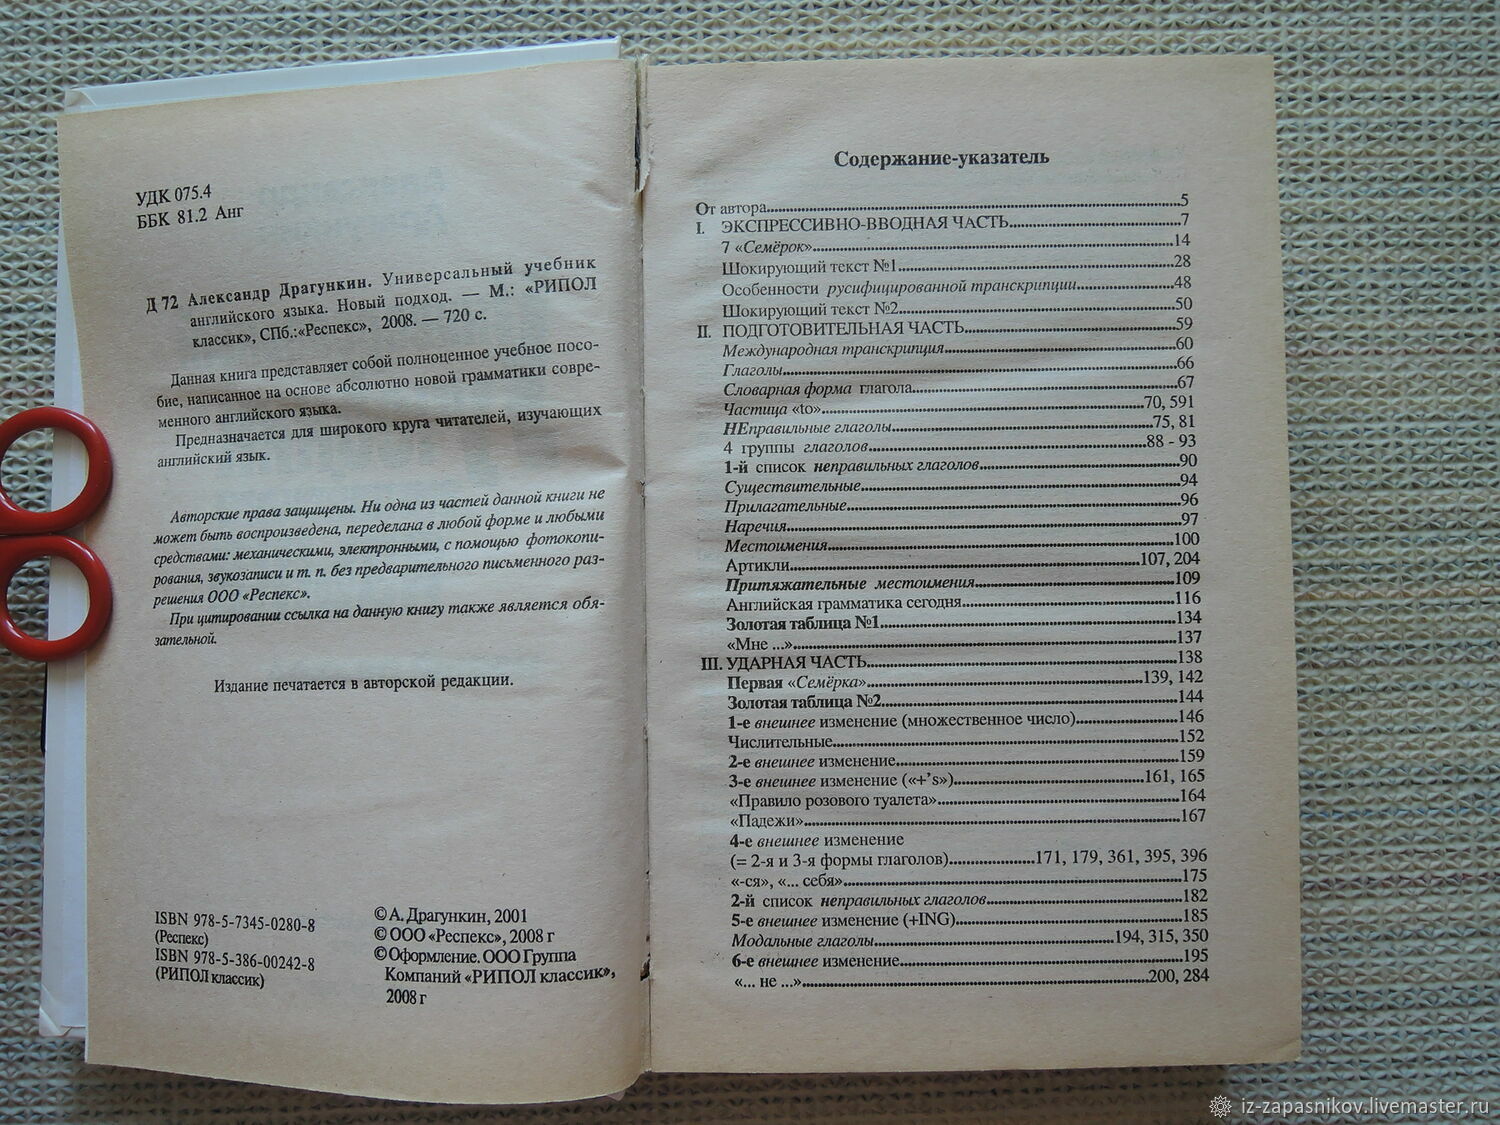 УДК 075.4
ББК 81.2 Анг
Д 72 Александр Драгункин. Универсальный учебник
английского языка. Новый подход. — М.: «РИПОЛ
классик», СПб.:«Респекс», 2008. — 720 с.
Данная книга представляет собой полноценное учебное посо-
бие, написанное на основе абсолютно новой грамматики совре-
менного английского языка.
Предназначается для широкого круга читателей, изучающих
английский язык.
Авторские права защищены. Ни одна из частей данной книги не
может быть воспроизведена, переделана в любой форме и любыми
средствами: механическими, электронными, с помощью фотокопи-
рования, звукозаписи и т. п. без предварительного письменного раз-
решения ООО «Респекс».
При цитировании ссылка на данную книгу также является обя-
зательной.
Издание печатается в авторской редакции.
ISBN 978-5-7345-0280-8
(Респекс)
ISBN 978-5-386-00242-8
(РИПОЛ классик)
© А. Драгункин, 2001
© ООО «Респекс», 2008 г
© Оформление. ООО Группа
Компаний «РИПОЛ классик»,
2008 г
Содержание-указатель
От автора.....5
I. ЭКСПРЕССИВНО-ВВОДНАЯ ЧАСТЬ.....7
7 «Семёрок».....14
Шокирующий текст №1.....28
Особенности русифицированной транскрипции.....48
Шокирующий текст №2.....50
II. ПОДГОТОВИТЕЛЬНАЯ ЧАСТЬ.....59
Международная транскрипция.....60
Глаголы.....66
Словарная форма глагола.....67
Частица «to».....70, 591
НЕправильные глаголы.....75, 81
4 группы глаголов.....88 - 93
1-й список неправильных глаголов.....90
Существительные.....94
Прилагательные.....96
Наречия.....97
Местоимения.....100
Артикли.....107, 204
Притяжательные местоимения.....109
Английская грамматика сегодня.....116
Золотая таблица №1.....134
«Мне ...».....137
III. УДАРНАЯ ЧАСТЬ.....138
Первая «Семёрка».....139, 142
Золотая таблица №2.....144
1-е внешнее изменение (множественное число).....146
Числительные.....152
2-е внешнее изменение.....159
3-е внешнее изменение («+'s»).....161, 165
«Правило розового туалета».....164
«Падежи».....167
4-е внешнее изменение
(= 2-я и 3-я формы глаголов).....171, 179, 361, 395, 396
«-ся», «... себя».....175
2-й список неправильных глаголов.....182
5-е внешнее изменение (+ING).....185
Модальные глаголы.....194, 315, 350
6-е внешнее изменение.....195
«... не ...».....200, 284
iz-zapasnikov.livemaster.ru